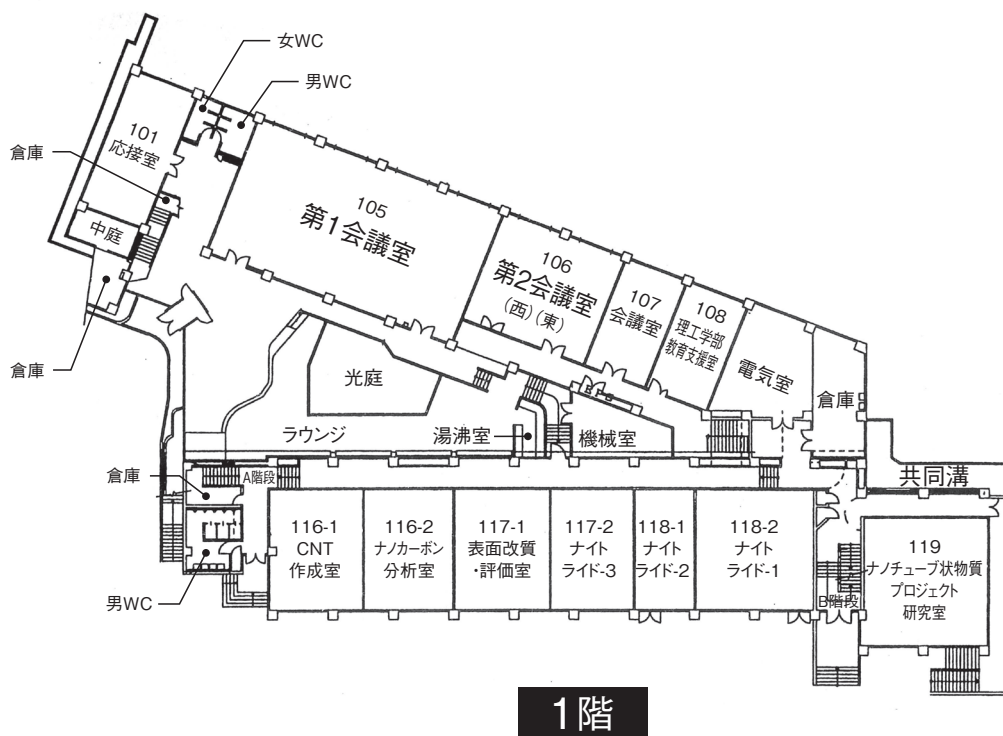 女WC
男WC
倉庫
101
応接室
中庭
倉庫
倉庫
105
第1会議室
106
第2会議室
(西)(東)
107
会議室
108
理工学部
教育支援室
電気室
倉庫
光庭
ラウンジ
湯沸室
機械室
共同溝
倉庫
A階段
男WC
116-1
CNT
作成室
116-2
ナノカーボン
分析室
117-1
表面改質
・評価室
117-2
ナイト
ライド-3
118-1
ナイト
ライド-2
118-2
ナイト
ライド-1
B階段
119
ナノチューブ状物質
プロジェクト
研究室
1階